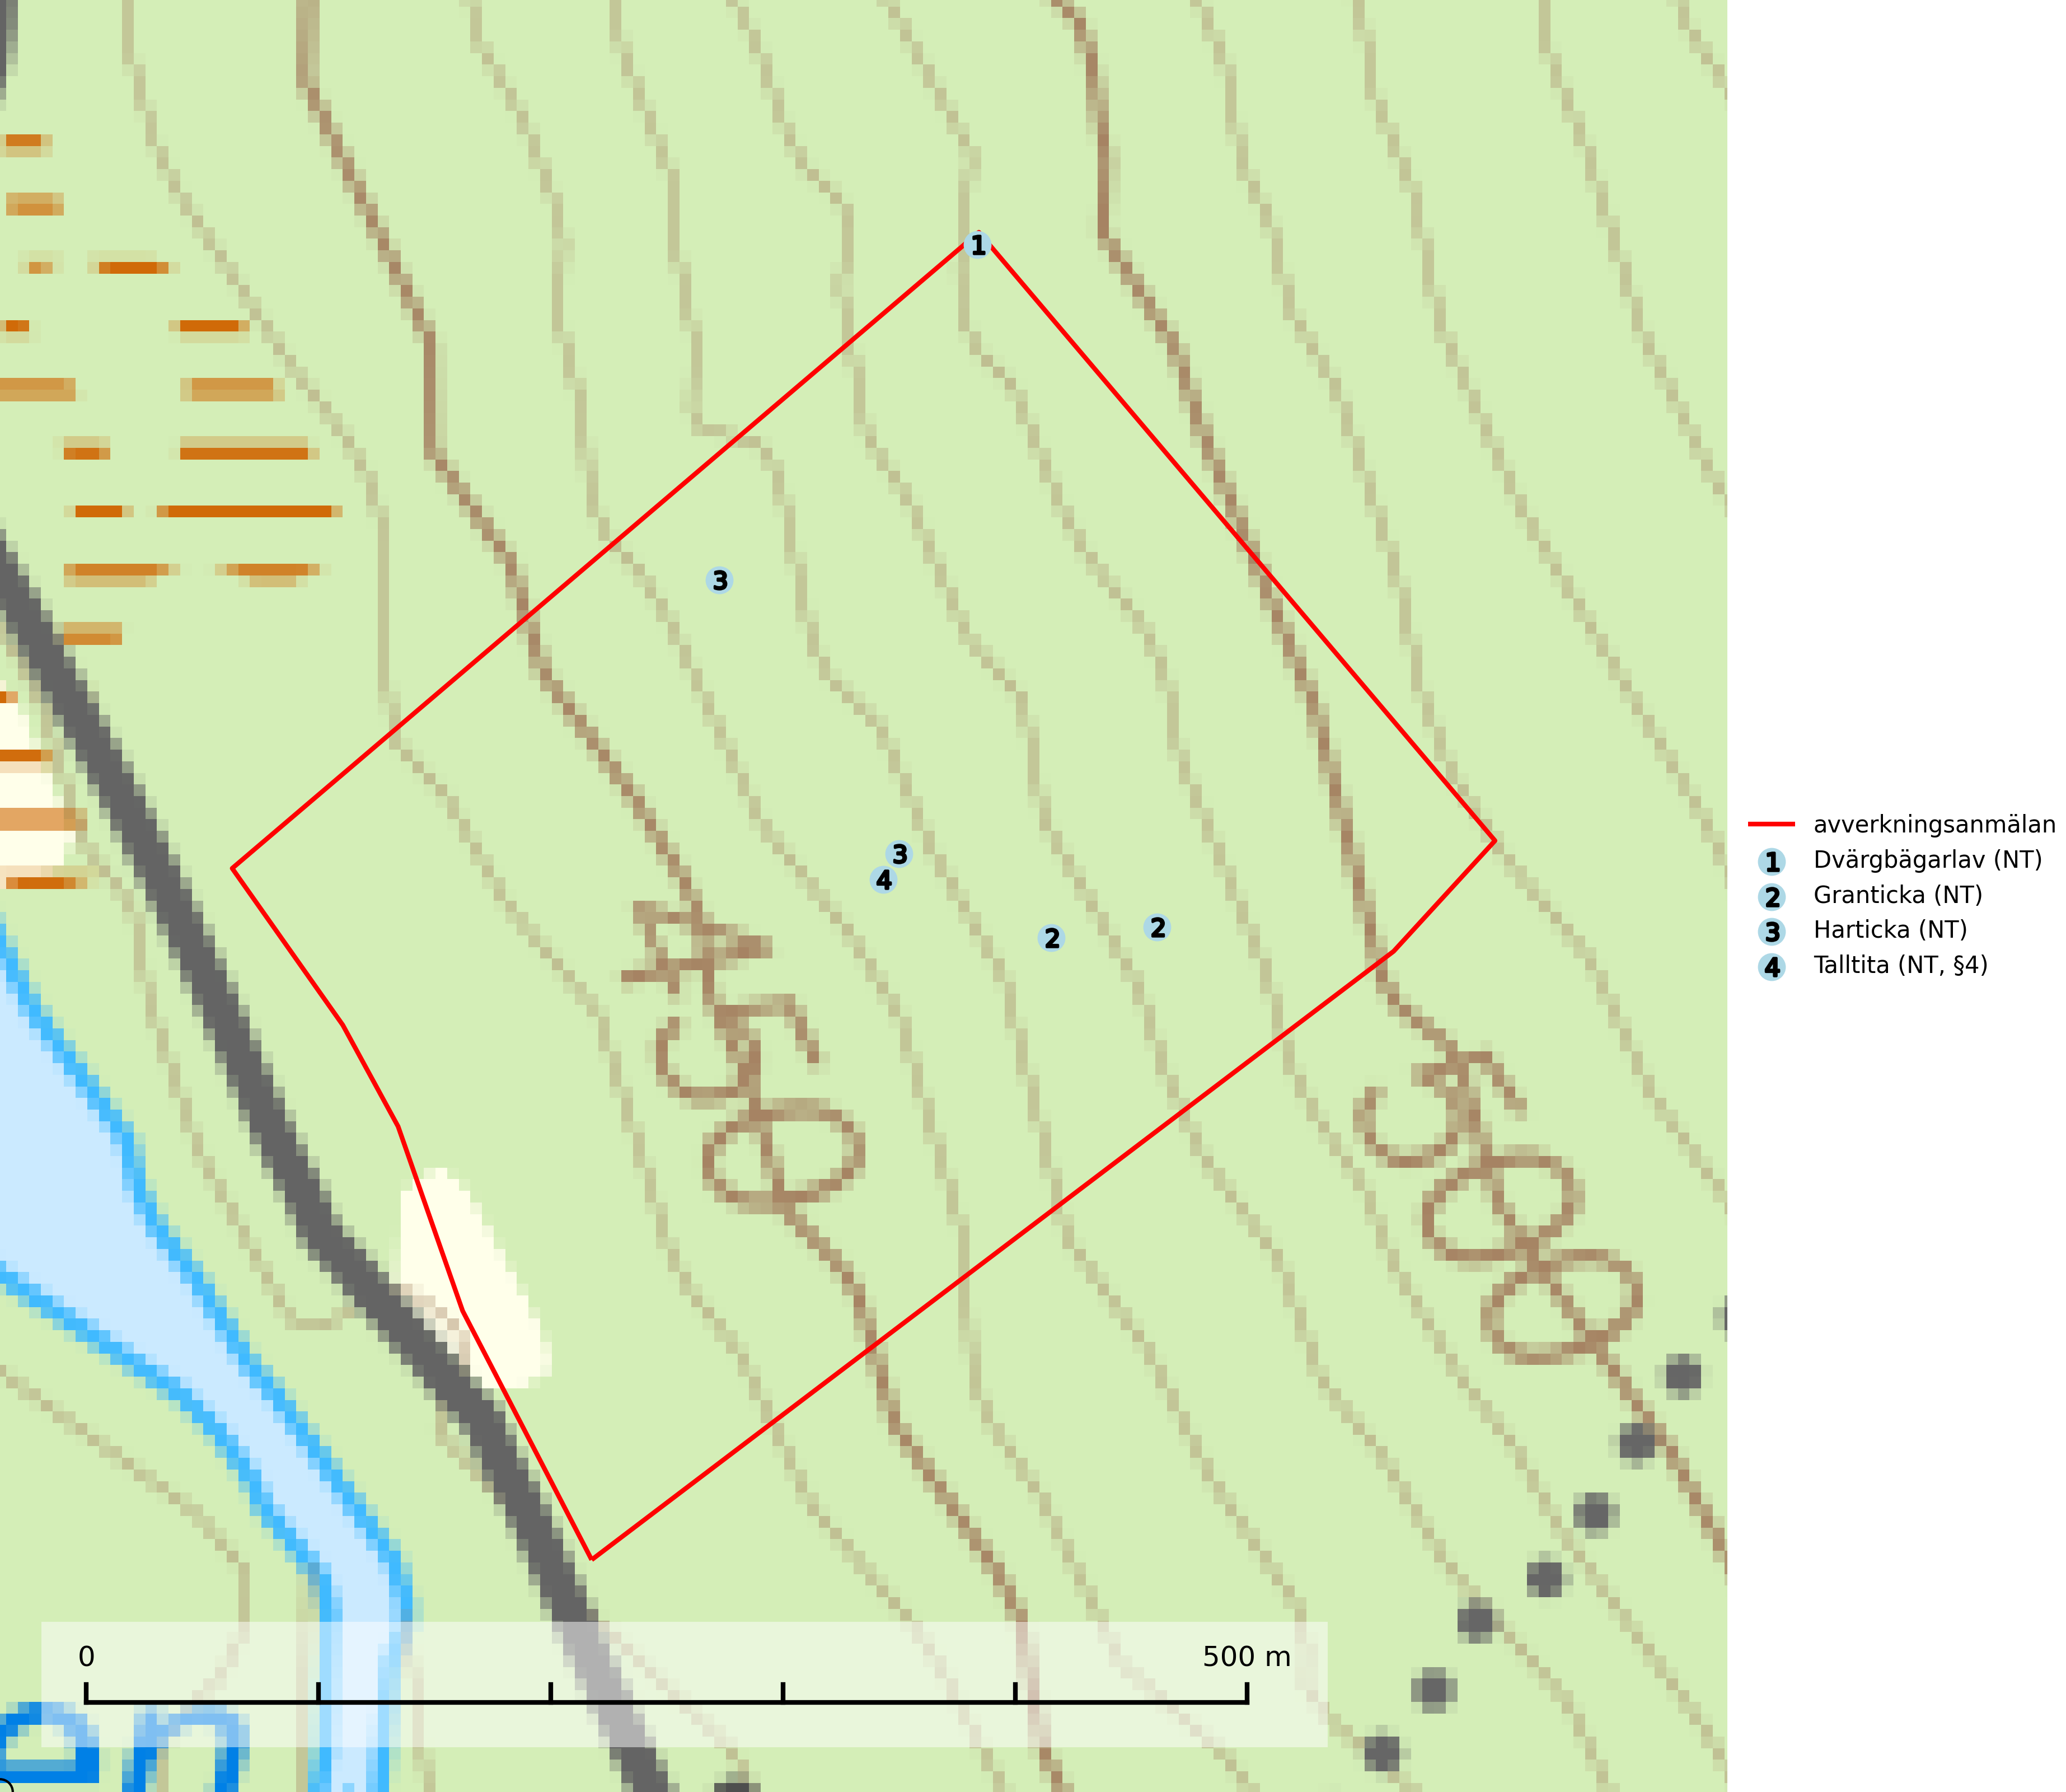 1
3
3
4
2
2
450
500
0
500 m
avverkningsanmälan
1 Dvärgbägarlav (NT)
2 Granticka (NT)
3 Harticka (NT)
4 Talltita (NT, §4)